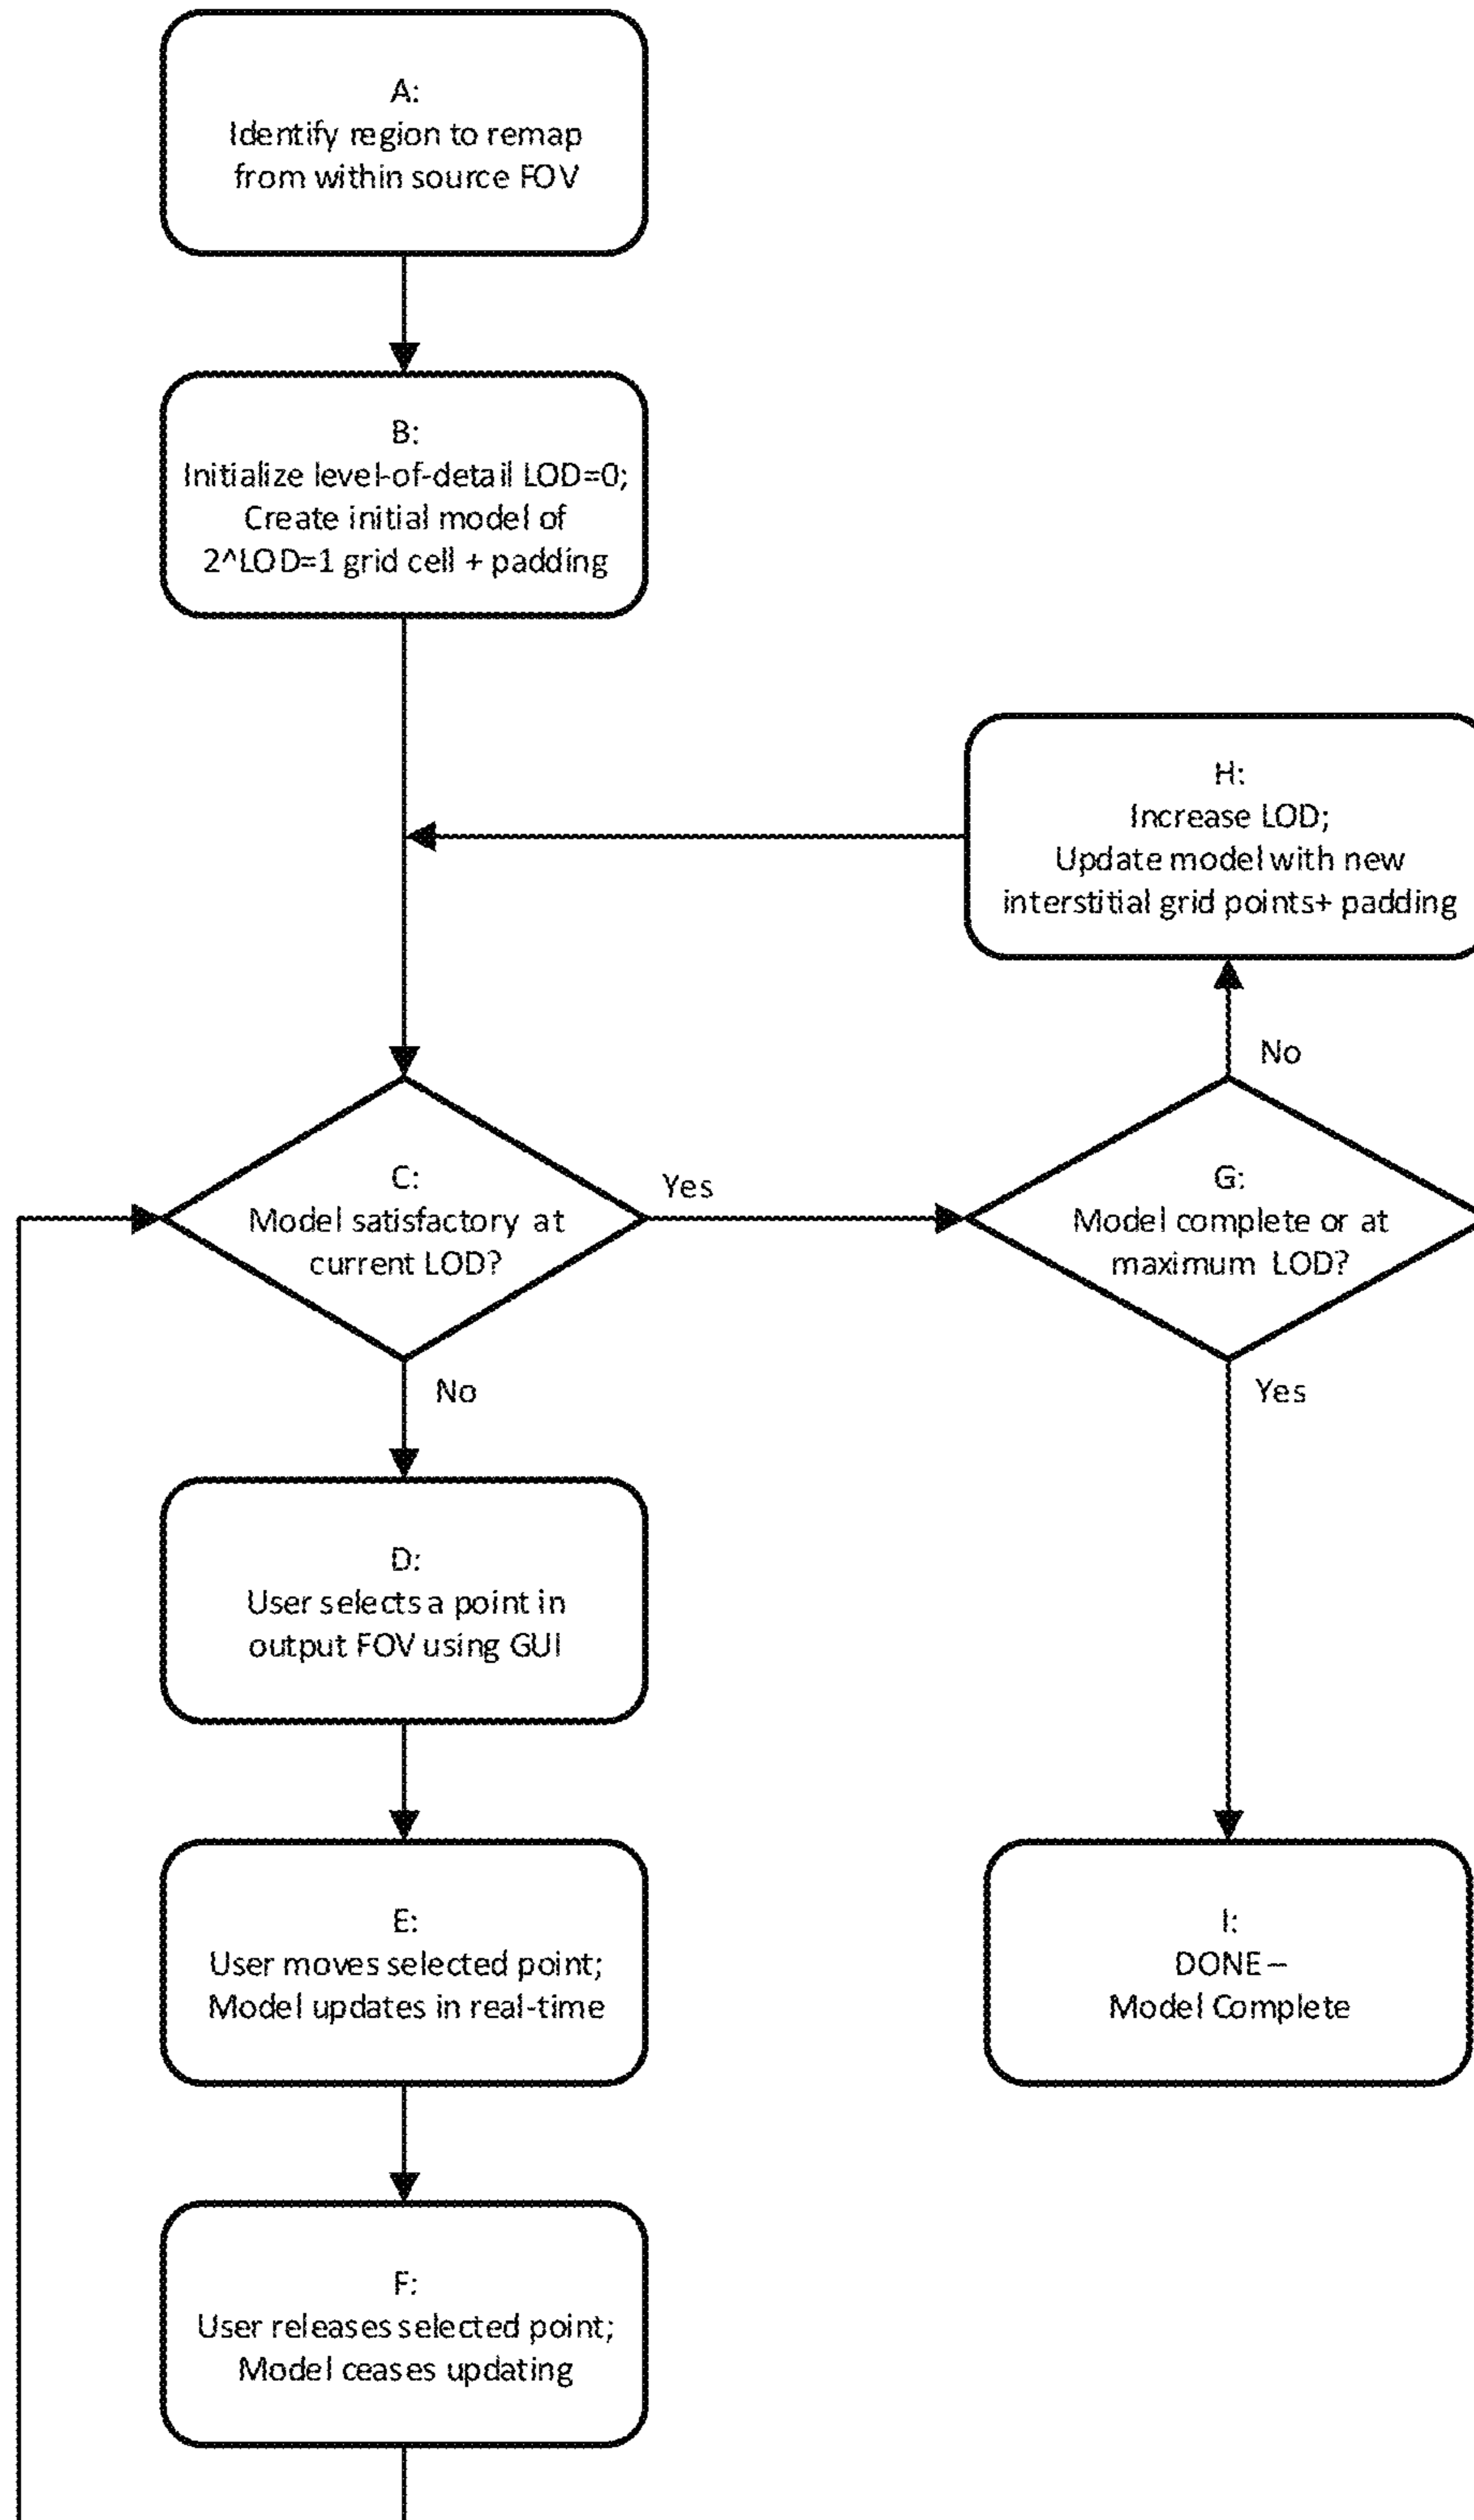 A:
Identify region to remap
from within source FOV
B:
Initialize level-of-detail LOD=0;
Create initial model of
2^LOD=1 grid cell + padding
H:
Increase LOD;
Update model with new
interstitial grid points+ padding
No
C:
Model satisfactory at
current LOD?
Yes
G:
Model complete or at
maximum LOD?
No
Yes
D:
User selects a point in
output FOV using GUI
E:
User moves selected point;
Model updates in real-time
I:
DONE –
Model Complete
F:
User releases selected point;
Model ceases updating